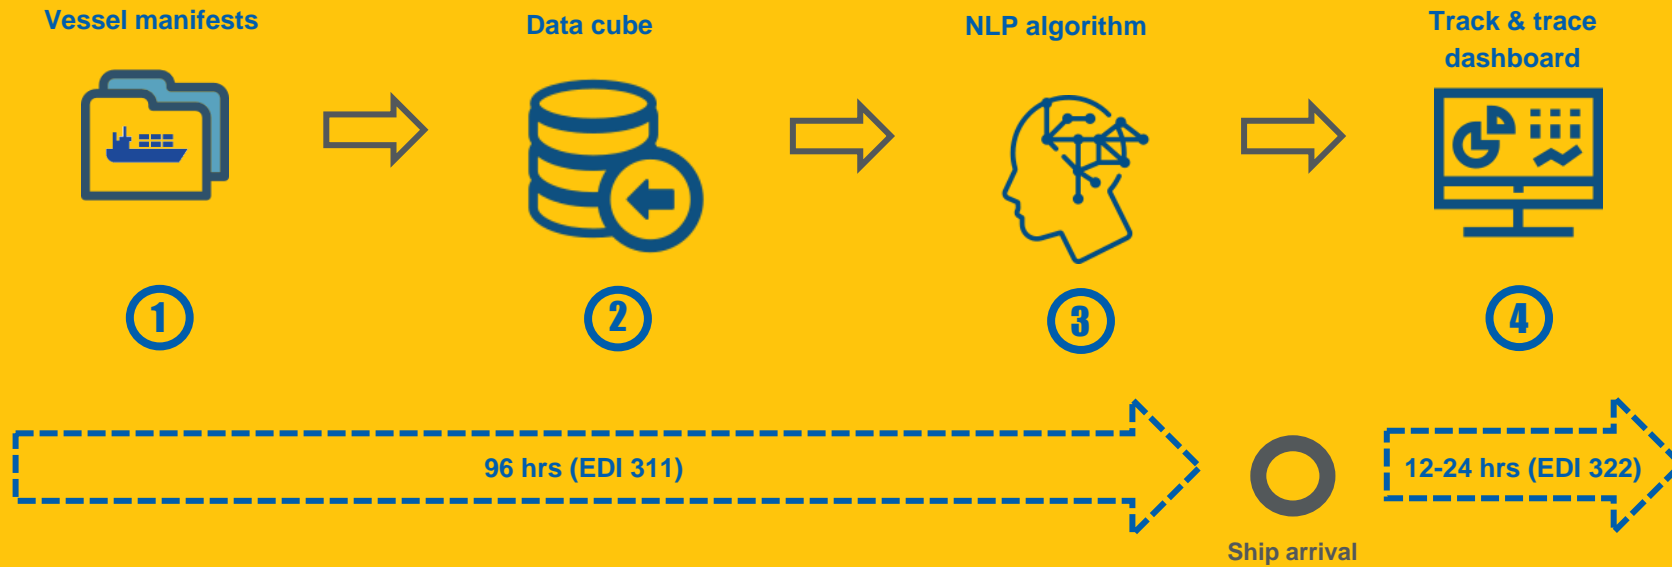 Vessel manifests
Data cube
NLP algorithm
Track & trace
dashboard
1
2
3
4
96 hrs (EDI 311)
12-24 hrs (EDI 322)
Ship arrival